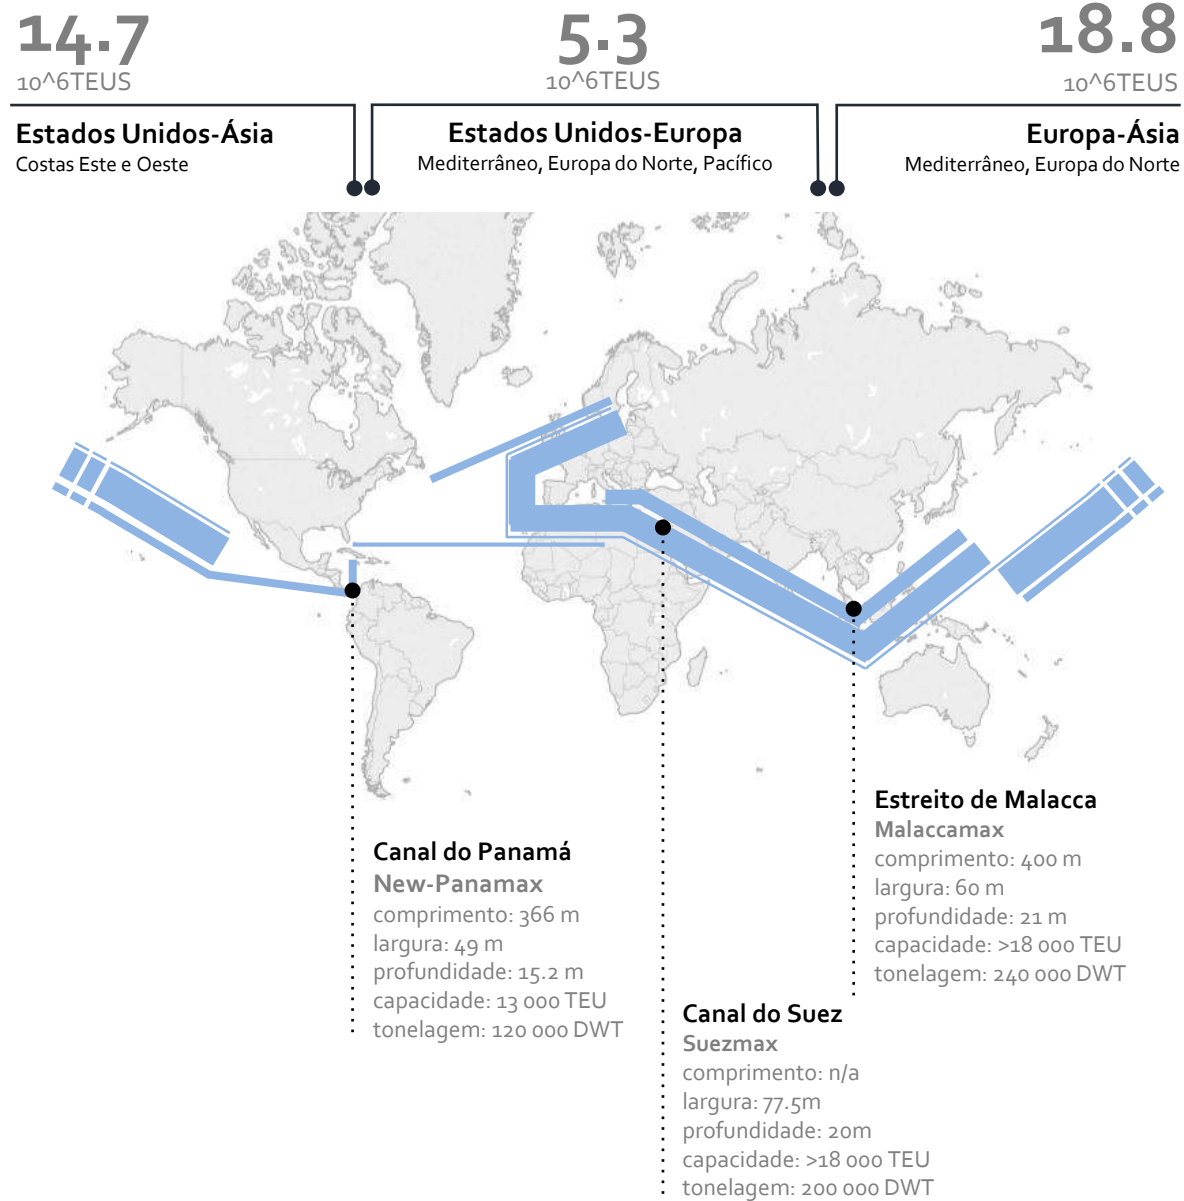 14.7
10^6TEUS
Estados Unidos-Ásia
Costas Este e Oeste
5.3
10^6TEUS
Estados Unidos-Europa
Mediterrâneo, Europa do Norte, Pacífico
18.8
10^6TEUS
Europa-Ásia
Mediterrâneo, Europa do Norte
Canal do Panamá
New-Panamax
comprimento: 366 m
largura: 49 m
profundidade: 15.2 m
capacidade: 13 000 TEU
tonelagem: 120 000 DWT
Canal do Suez
Suezmax
comprimento: n/a
largura: 77.5m
profundidade: 20m
capacidade: >18 000 TEU
tonelagem: 200 000 DWT
Estreito de Malacca
Malaccamax
comprimento: 400 m
largura: 60 m
profundidade: 21 m
capacidade: >18 000 TEU
tonelagem: 240 000 DWT